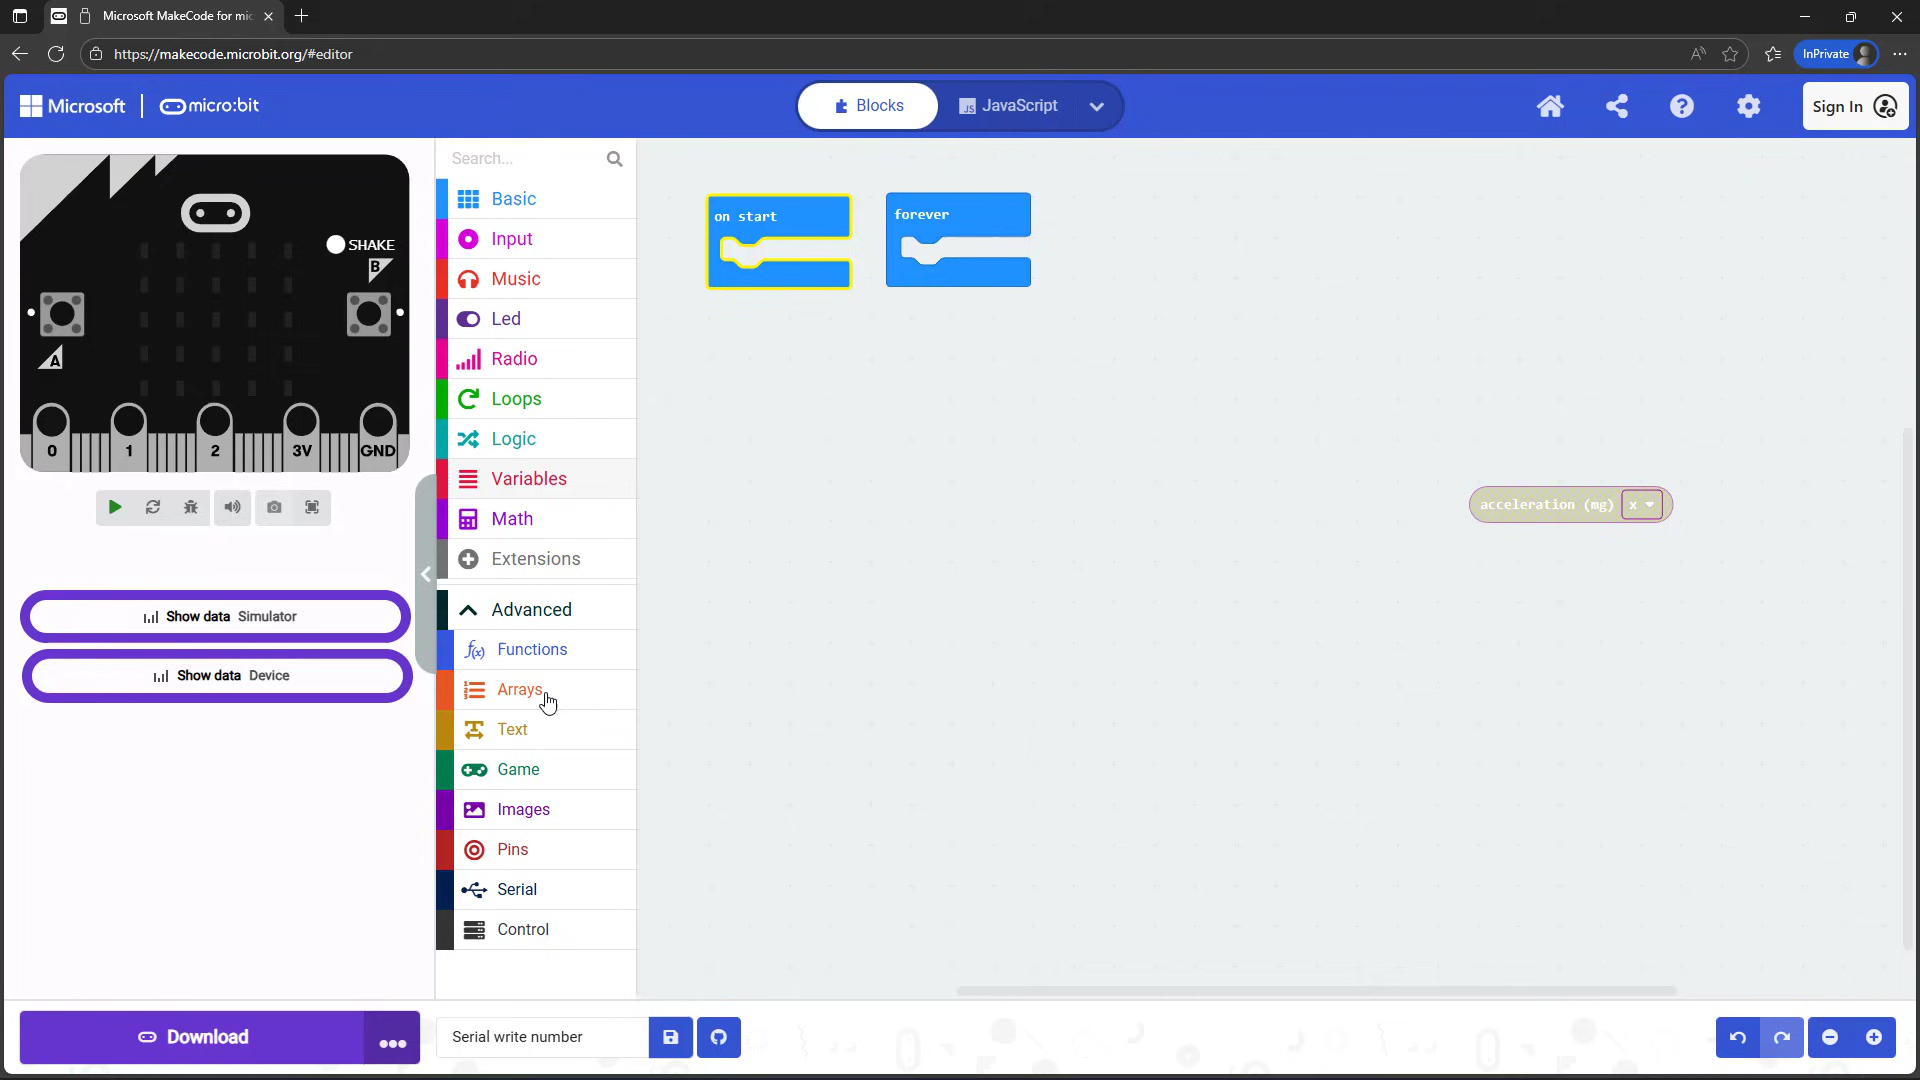 Microsoft MakeCode for mic
https://makecode.microbit.org/#editor
InPrivate
Microsoft
micro:bit
Blocks
JS
JavaScript
Sign In
SHAKE
B
A
0
1
2
3V
GND
Show data Simulator
Show data Device
Download
Search...
Basic
Input
Music
Led
Radio
Loops
Logic
Variables
Math
Extensions
Advanced
f(x) Functions
Arrays
Text
Game
Images
Pins
Serial
Control
on start
forever
acceleration (mg) x
Serial write number